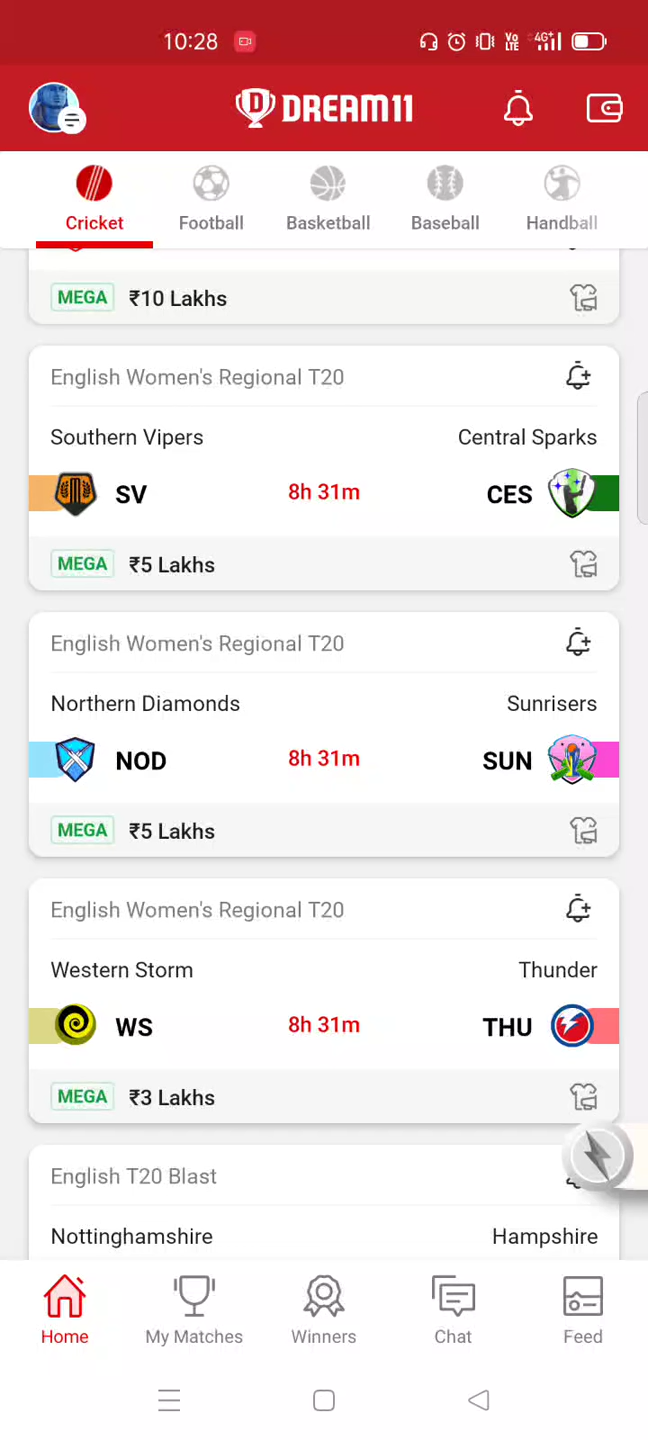 10:28
VO LTE 4G+
DREAM11
Cricket Football Basketball Baseball Handball
MEGA ₹10 Lakhs
English Women's Regional T20
Southern Vipers Central Sparks
SV 8h 31m CES
MEGA ₹5 Lakhs
English Women's Regional T20
Northern Diamonds Sunrisers
NOD 8h 31m SUN
MEGA ₹5 Lakhs
English Women's Regional T20
Western Storm Thunder
WS 8h 31m THU
MEGA ₹3 Lakhs
English T20 Blast
Nottinghamshire Hampshire
Home My Matches Winners Chat Feed